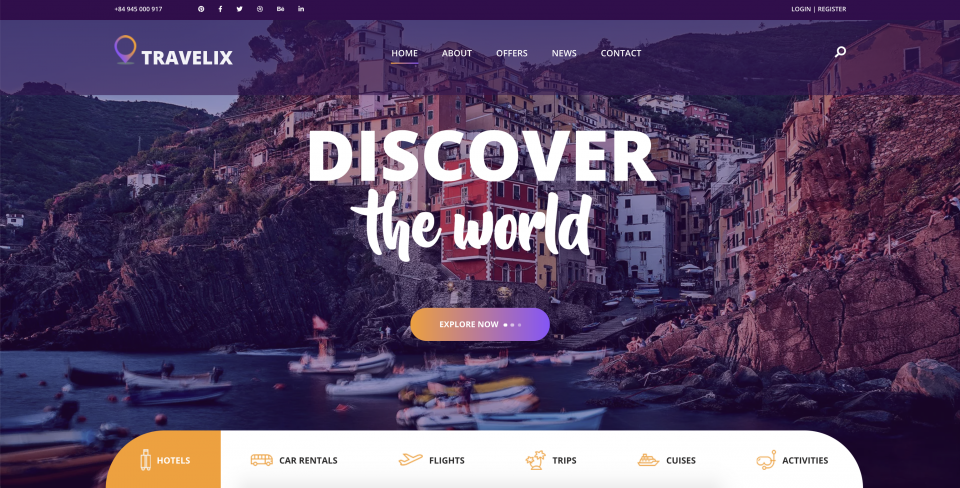 +84 945 000 917
Bē
in
LOGIN | REGISTER
TRAVELIX
HOME
ABOUT
OFFERS
NEWS
CONTACT
DISCOVER
the world
EXPLORE NOW
HOTELS
CAR RENTALS
FLIGHTS
TRIPS
CUISES
ACTIVITIES